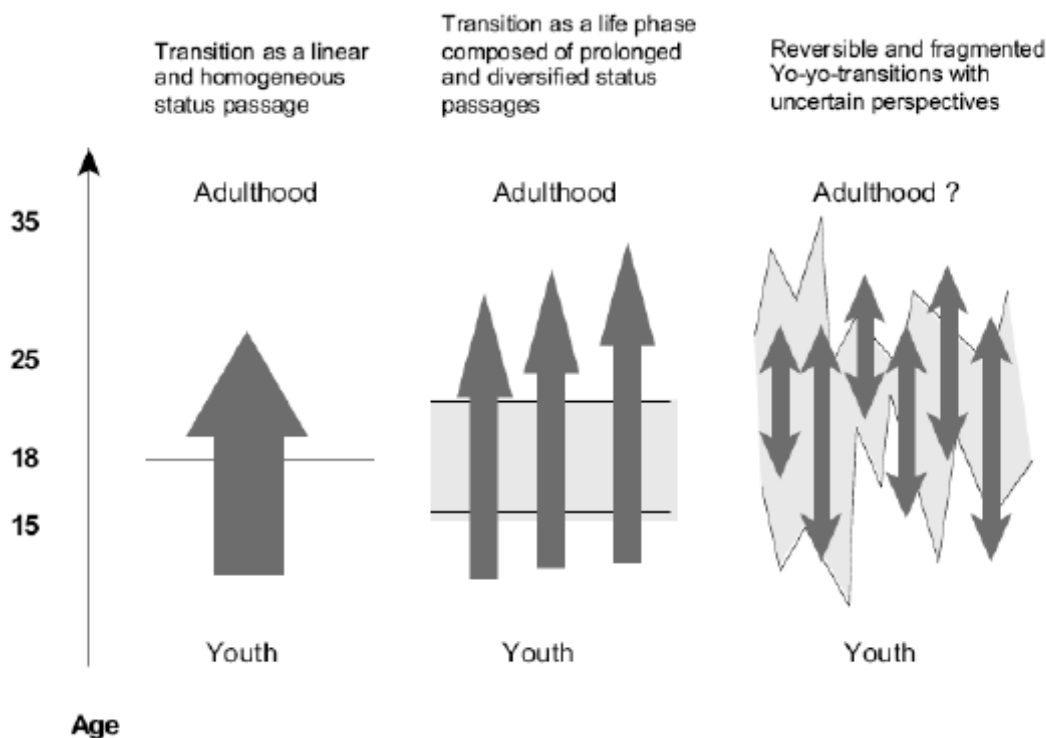 Transition as a linear
and homogeneous
status passage
Transition as a life phase
composed of prolonged
and diversified status
passages
Reversible and fragmented
Yo-yo-transitions with
uncertain perspectives
Adulthood
Adulthood
Adulthood ?
35
25
18
15
Youth
Youth
Youth
Age